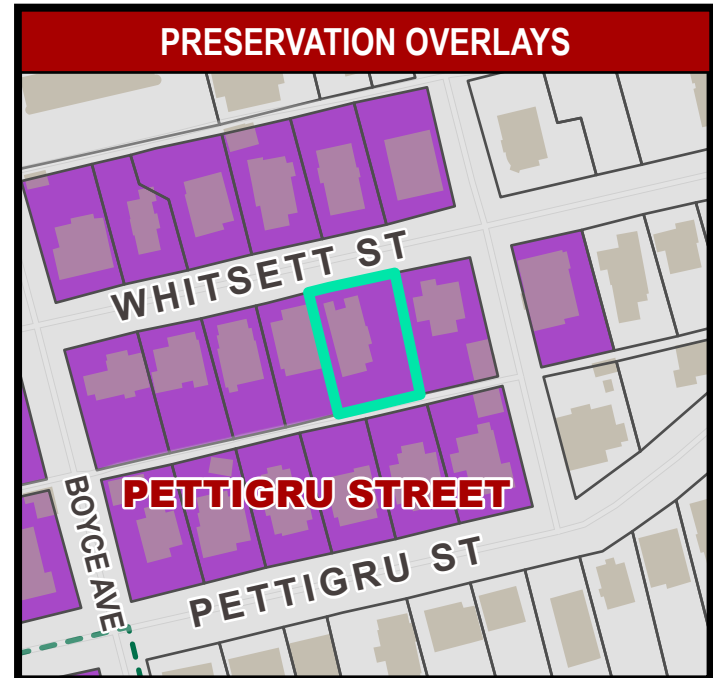 PRESERVATION OVERLAYS
WHITSETT ST
PETTIGRU STREET
BOYCE AVE
PETTIGRU ST